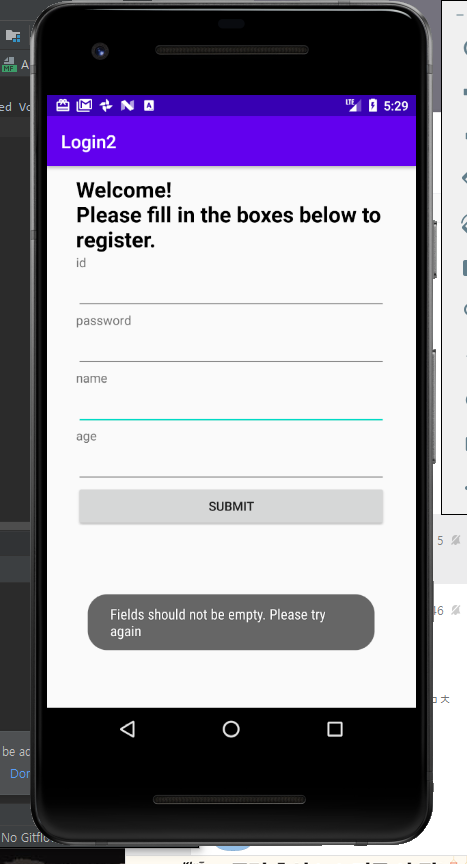 A
ed Vo
LTE 5:29
Login2
Welcome!
Please fill in the boxes below to
register.
id
password
name
age
SUBMIT
5
46
Fields should not be empty. Please try
again
be ad
Don
No Gitflo